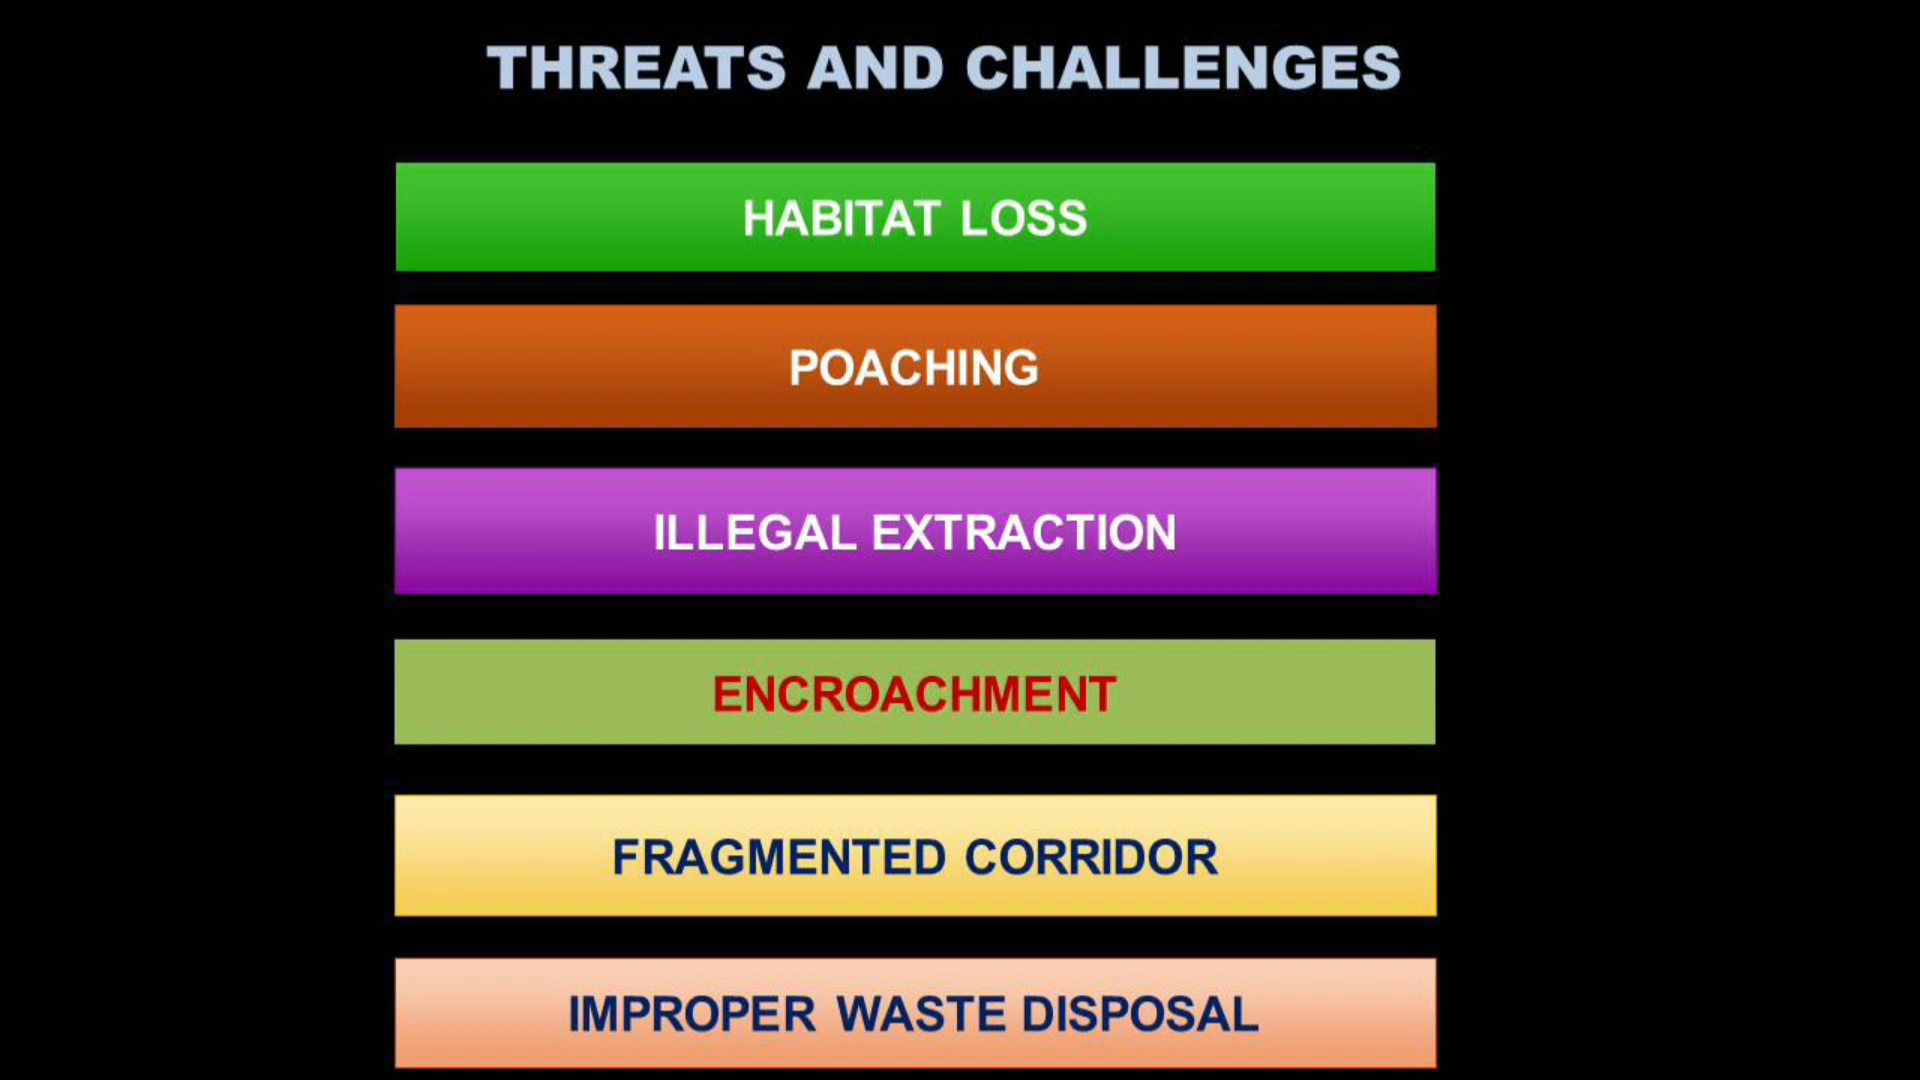 THREATS AND CHALLENGES
HABITAT LOSS
POACHING
ILLEGAL EXTRACTION
ENCROACHMENT
FRAGMENTED CORRIDOR
IMPROPER WASTE DISPOSAL